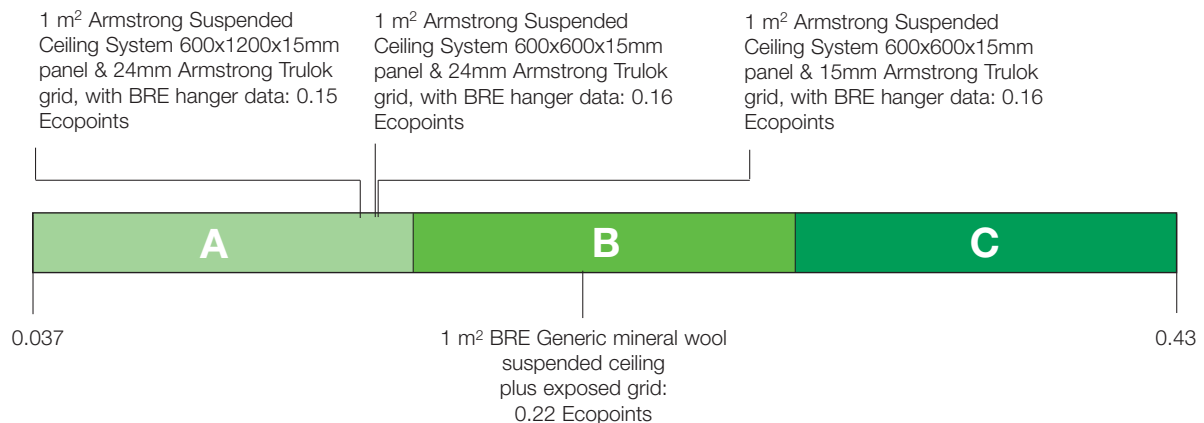 1 m² Armstrong Suspended
Ceiling System 600x1200x15mm
panel & 24mm Armstrong Trulok
grid, with BRE hanger data: 0.15
Ecopoints
1 m² Armstrong Suspended
Ceiling System 600x600x15mm
panel & 24mm Armstrong Trulok
grid, with BRE hanger data: 0.16
Ecopoints
1 m² Armstrong Suspended
Ceiling System 600x600x15mm
panel & 15mm Armstrong Trulok
grid, with BRE hanger data: 0.16
Ecopoints
A
B
C
0.037
1 m² BRE Generic mineral wool
suspended ceiling
plus exposed grid:
0.22 Ecopoints
0.43